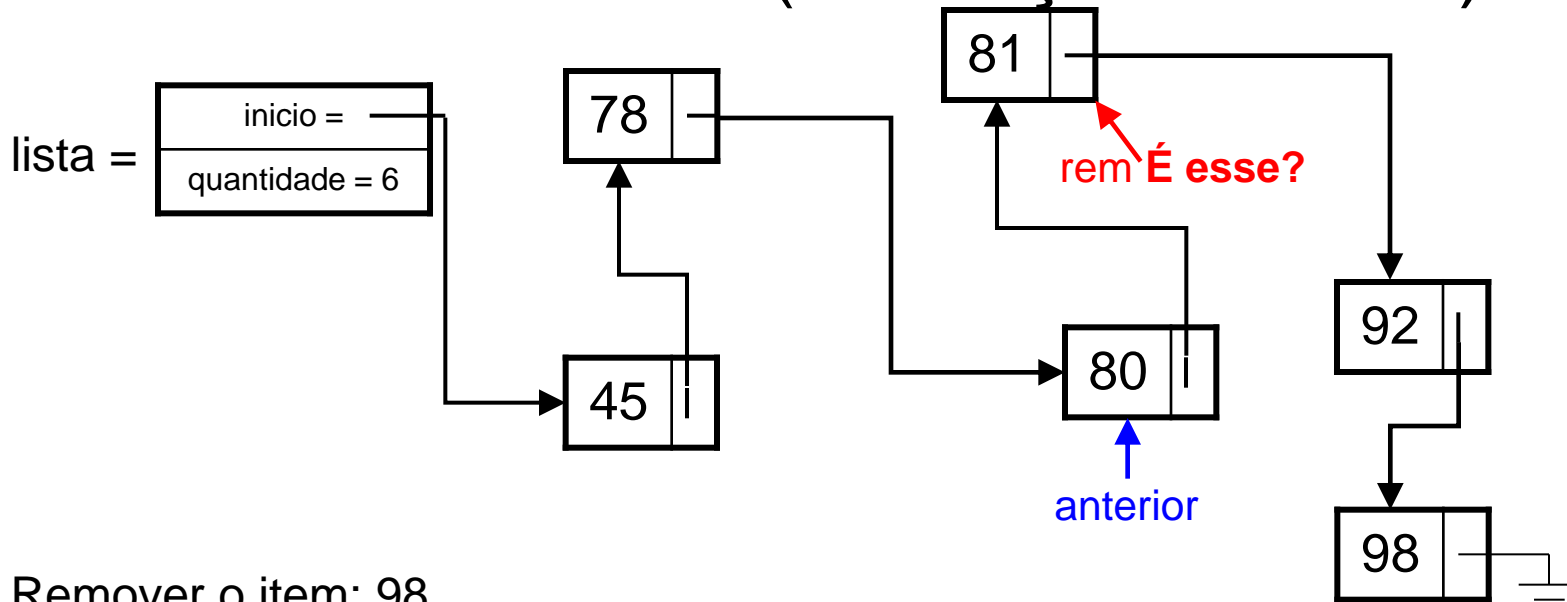 81
inicio =
78
lista =
quantidade = 6
rem É esse?
92
80
45
anterior
98
Remover o item: 98